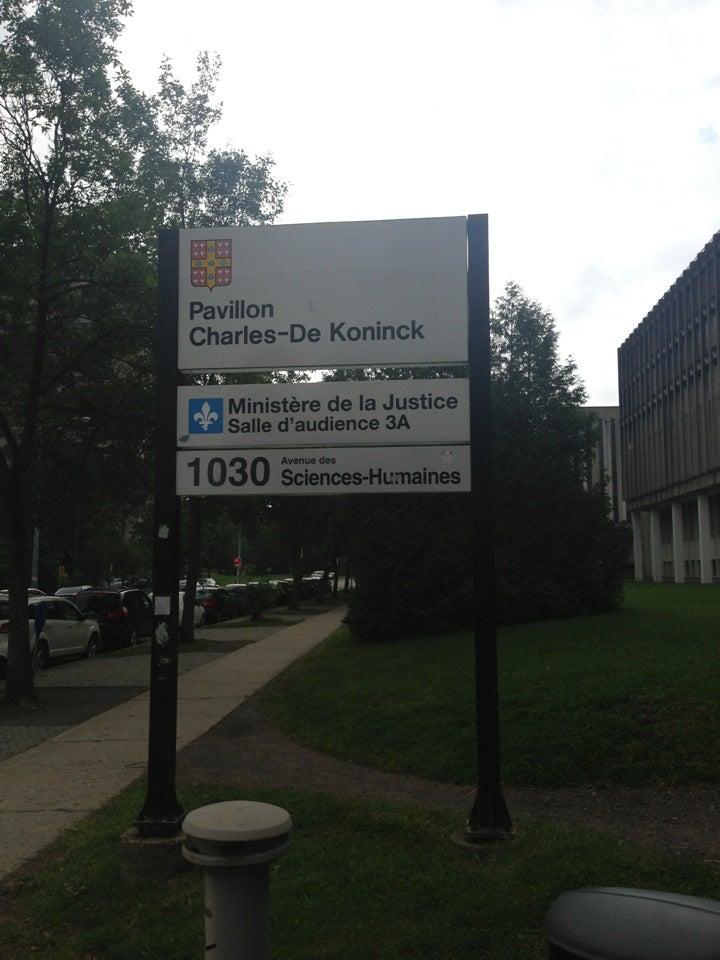 Pavillon
Charles-De Koninck
Ministère de la Justice
Salle d'audience 3A
1030 Avenue des
Sciences-Humaines